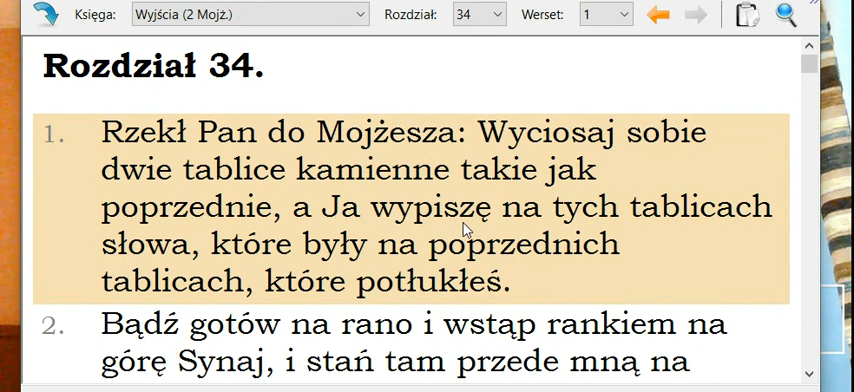 Księga: Wyjścia (2 Mojż.) Rozdział: 34 Werset: 1
Rozdział 34.
1. Rzekł Pan do Mojżesza: Wyciosaj sobie
dwie tablice kamienne takie jak
poprzednie, a Ja wypiszę na tych tablicach
słowa, które były na poprzednich
tablicach, które potłukłeś.
2. Bądź gotów na rano i wstąp rankiem na
górę Synaj, i stań tam przede mną na